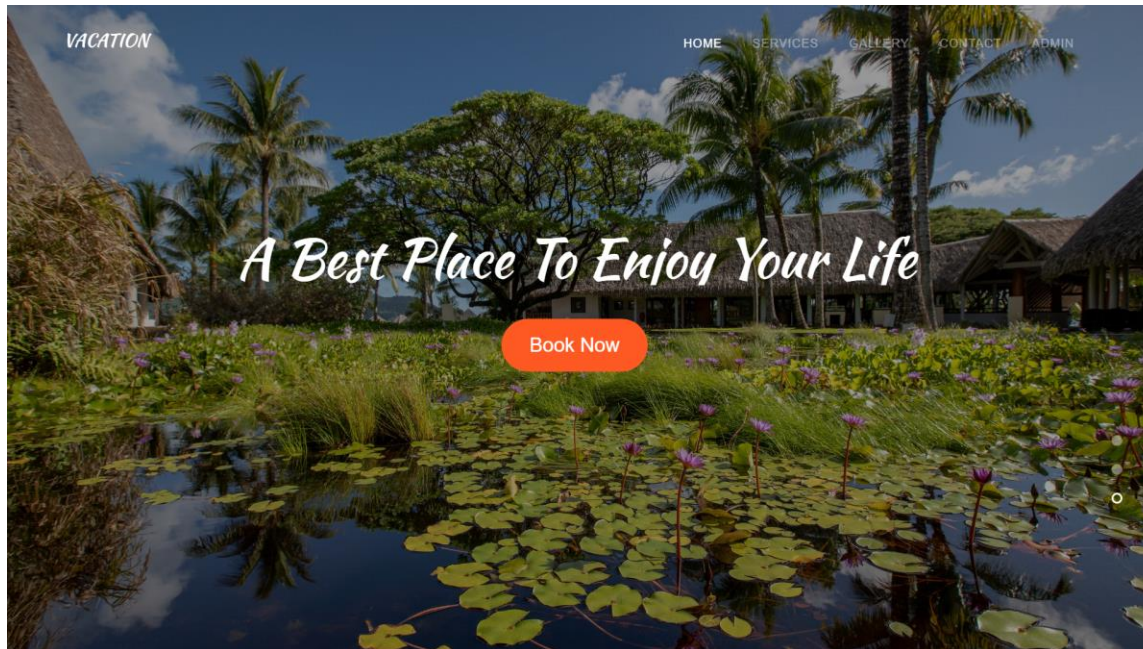 VACATION
HOME SERVICES GALLERY CONTACT ADMIN
A Best Place To Enjoy Your Life
Book Now